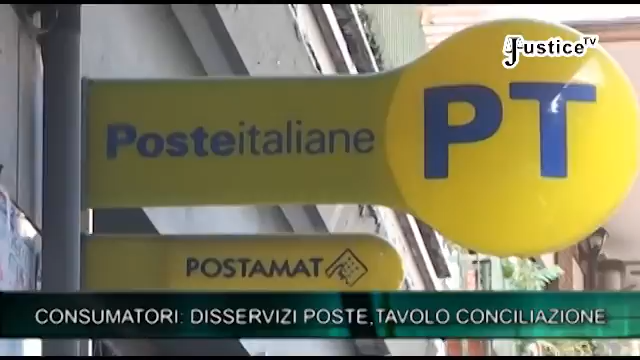 Justice TV
PT
Posteitaliane
POSTAMAT
CONSUMATORI: DISSERVIZI POSTE,TAVOLO CONCILIAZIONE